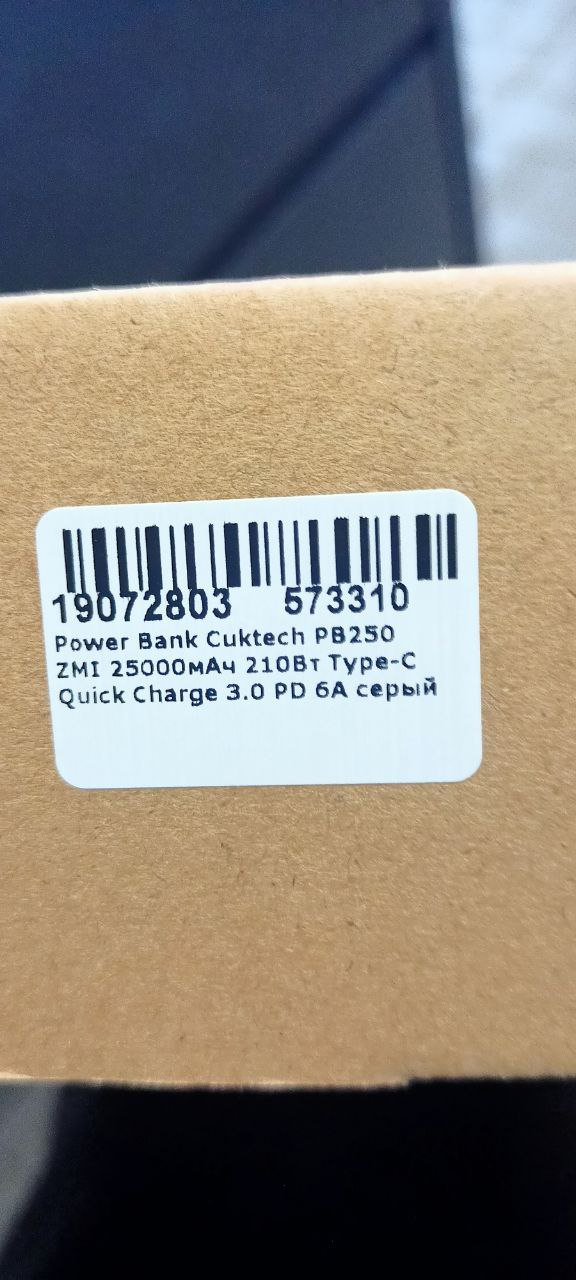 19072803 573310
Power Bank Cuktech PB250
ZMI 25000мАч 210Вт Type-C
Quick Charge 3.0 PD 6A серый